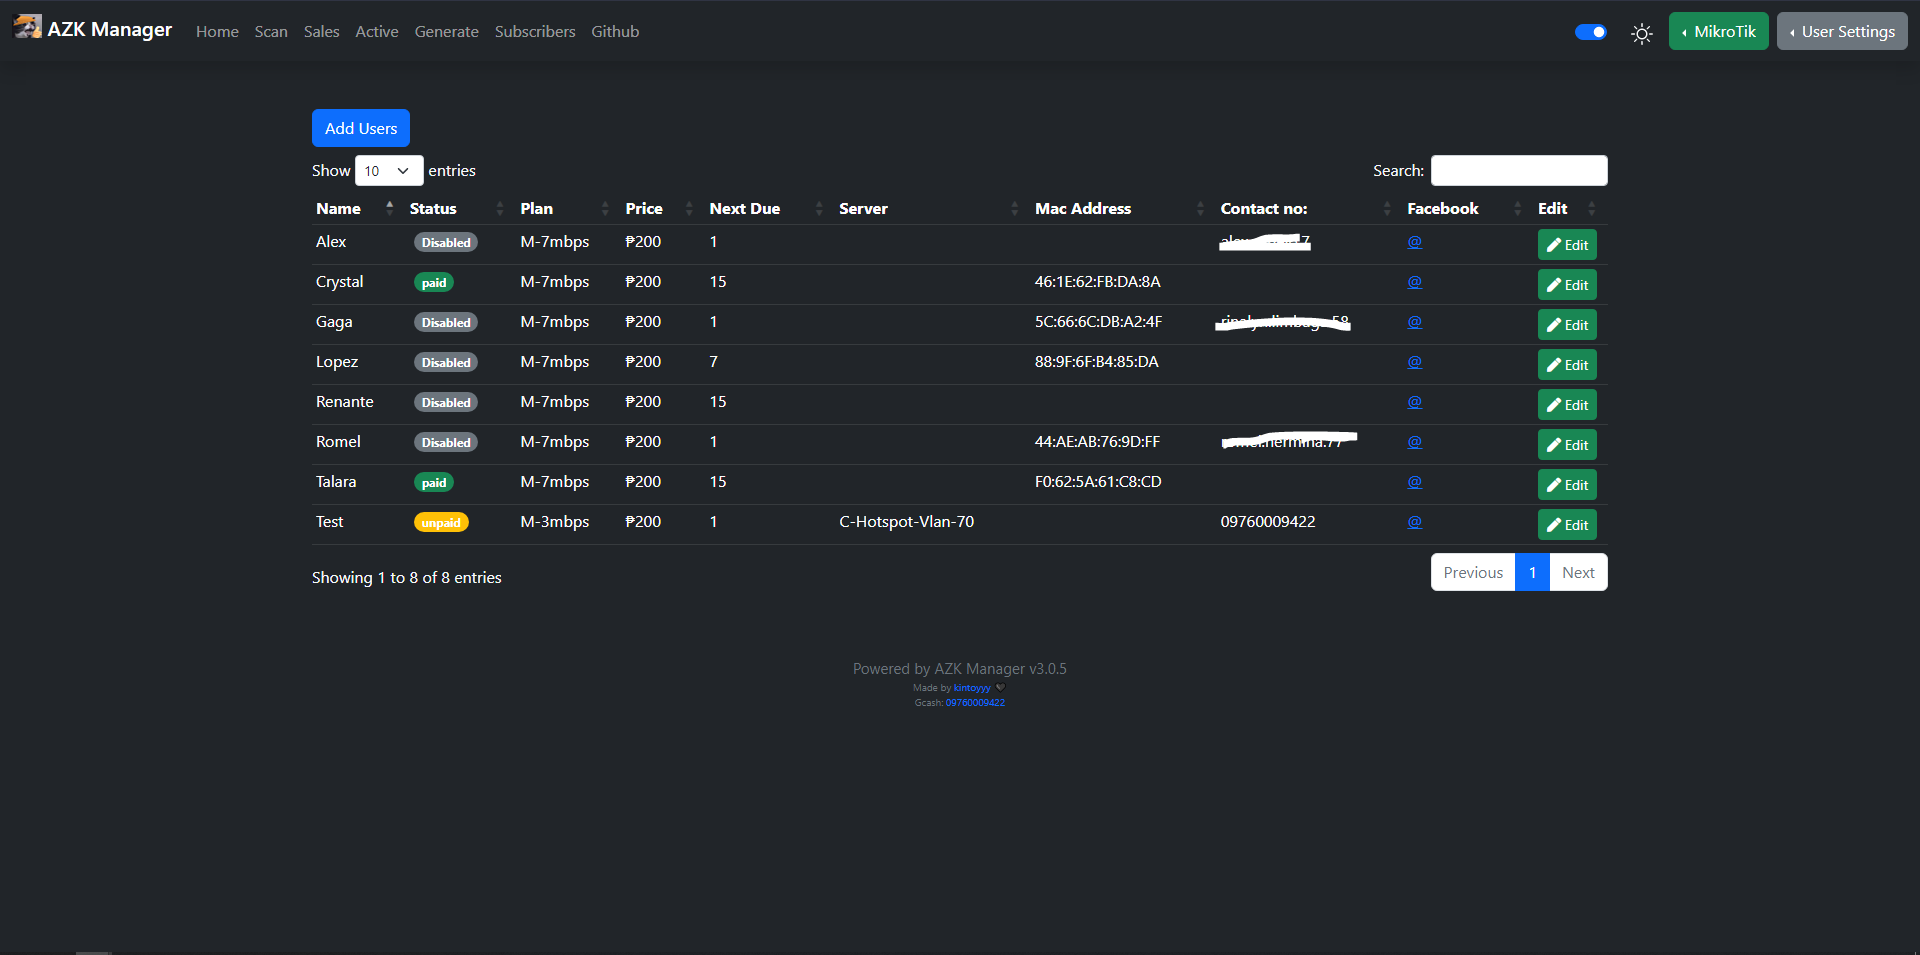 AZK Manager Home Scan Sales Active Generate Subscribers Github MikroTik User Settings
Add Users
Show 10 entries Search:
Name Status Plan Price Next Due Server Mac Address Contact no: Facebook Edit
Alex Disabled M-7mbps ₱200 1 @ Edit
Crystal paid M-7mbps ₱200 15 46:1E:62:FB:DA:8A @ Edit
Gaga Disabled M-7mbps ₱200 1 5C:66:6C:DB:A2:4F @ Edit
Lopez Disabled M-7mbps ₱200 7 88:9F:6F:B4:85:DA @ Edit
Renante Disabled M-7mbps ₱200 15 @ Edit
Romel Disabled M-7mbps ₱200 1 44:AE:AB:76:9D:FF @ Edit
Talara paid M-7mbps ₱200 15 F0:62:5A:61:C8:CD @ Edit
Test unpaid M-3mbps ₱200 1 C-Hotspot-Vlan-70 09760009422 @ Edit
Showing 1 to 8 of 8 entries Previous 1 Next
Powered by AZK Manager v3.0.5
Made by kintoyyy
Gcash: 09760009422